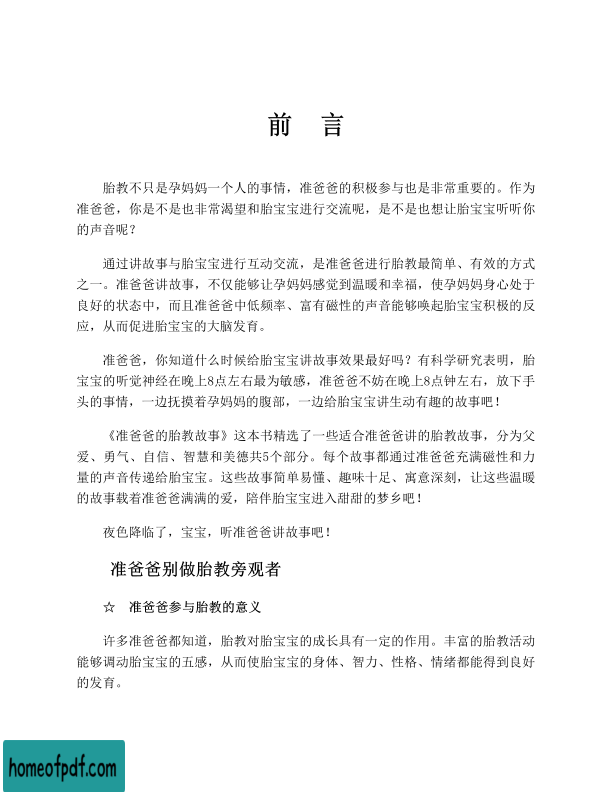 前　言
胎教不只是孕妈妈一个人的事情，准爸爸的积极参与也是非常重要的。作为
准爸爸，你是不是也非常渴望和胎宝宝进行交流呢，是不是也想让胎宝宝听听你
的声音呢？
通过讲故事与胎宝宝进行互动交流，是准爸爸进行胎教最简单、有效的方式
之一。准爸爸讲故事，不仅能够让孕妈妈感觉到温暖和幸福，使孕妈妈身心处于
良好的状态中，而且准爸爸中低频率、富有磁性的声音能够唤起胎宝宝积极的反
应，从而促进胎宝宝的大脑发育。
准爸爸，你知道什么时候给胎宝宝讲故事效果最好吗？有科学研究表明，胎
宝宝的听觉神经在晚上8点左右最为敏感，准爸爸不妨在晚上8点钟左右，放下手
头的事情，一边抚摸着孕妈妈的腹部，一边给胎宝宝讲生动有趣的故事吧！
《准爸爸的胎教故事》这本书精选了一些适合准爸爸讲的胎教故事，分为父
爱、勇气、自信、智慧和美德共5个部分。每个故事都通过准爸爸充满磁性和力
量的声音传递给胎宝宝。这些故事简单易懂、趣味十足、寓意深刻，让这些温暖
的故事载着准爸爸满满的爱，陪伴胎宝宝进入甜甜的梦乡吧！
夜色降临了，宝宝，听准爸爸讲故事吧！
准爸爸别做胎教旁观者
☆　准爸爸参与胎教的意义
许多准爸爸都知道，胎教对胎宝宝的成长具有一定的作用。丰富的胎教活动
能够调动胎宝宝的五感，从而使胎宝宝的身体、智力、性格、情绪都能得到良好
的发育。
homeofpdf.com